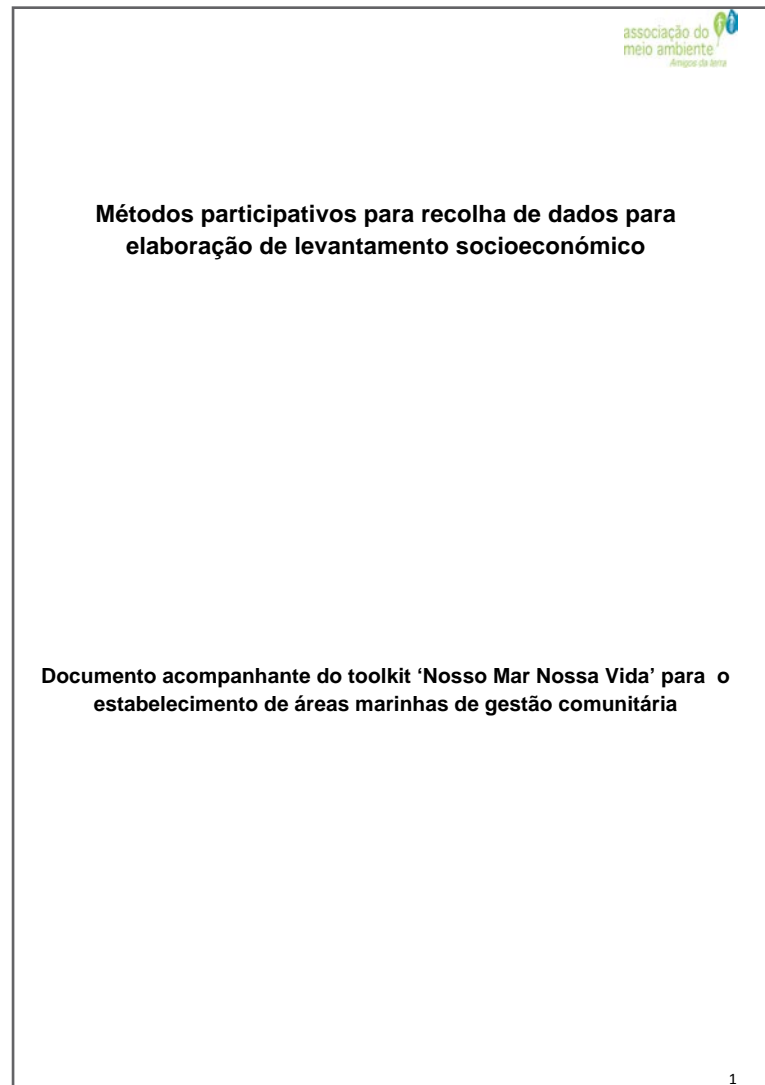 associação do
meio ambiente
Amigos da terra
Métodos participativos para recolha de dados para
elaboração de levantamento socioeconómico
Documento acompanhante do toolkit ‘Nosso Mar Nossa Vida’ para  o
estabelecimento de áreas marinhas de gestão comunitária
1